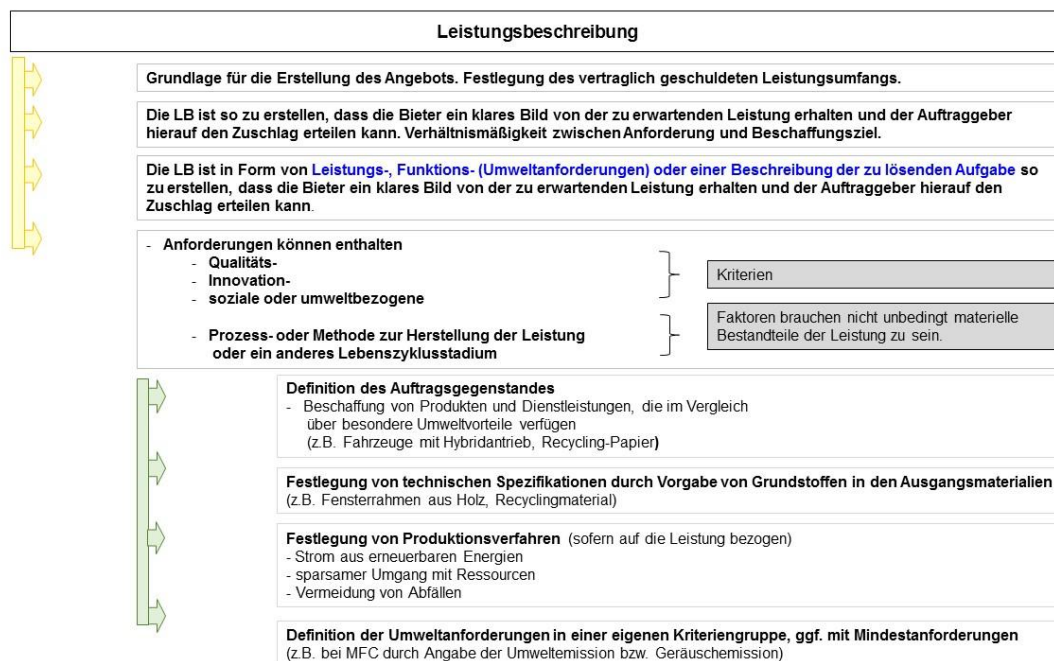 Leistungsbeschreibung
Grundlage für die Erstellung des Angebots. Festlegung des vertraglich geschuldeten Leistungsumfangs.
Die LB ist so zu erstellen, dass die Bieter ein klares Bild von der zu erwartenden Leistung erhalten und der Auftraggeber
hierauf den Zuschlag erteilen kann. Verhältnismäßigkeit zwischen Anforderung und Beschaffungsziel.
Die LB ist in Form von Leistungs-, Funktions- (Umweltanforderungen) oder einer Beschreibung der zu lösenden Aufgabe so
zu erstellen, dass die Bieter ein klares Bild von der zu erwartenden Leistung erhalten und der Auftraggeber hierauf den
Zuschlag erteilen kann.
- Anforderungen können enthalten
- Qualitäts-
- Innovation-
- soziale oder umweltbezogene
Kriterien
- Prozess- oder Methode zur Herstellung der Leistung
oder ein anderes Lebenszyklusstadium
Faktoren brauchen nicht unbedingt materielle
Bestandteile der Leistung zu sein.
Definition des Auftragsgegenstandes
- Beschaffung von Produkten und Dienstleistungen, die im Vergleich
über besondere Umweltvorteile verfügen
(z.B. Fahrzeuge mit Hybridantrieb, Recycling-Papier)
Festlegung von technischen Spezifikationen durch Vorgabe von Grundstoffen in den Ausgangsmaterialien
(z.B. Fensterrahmen aus Holz, Recyclingmaterial)
Festlegung von Produktionsverfahren (sofern auf die Leistung bezogen)
- Strom aus erneuerbaren Energien
- sparsamer Umgang mit Ressourcen
- Vermeidung von Abfällen
Definition der Umweltanforderungen in einer eigenen Kriteriengruppe, ggf. mit Mindestanforderungen
(z.B. bei MFC durch Angabe der Umweltemission bzw. Geräuschemission)